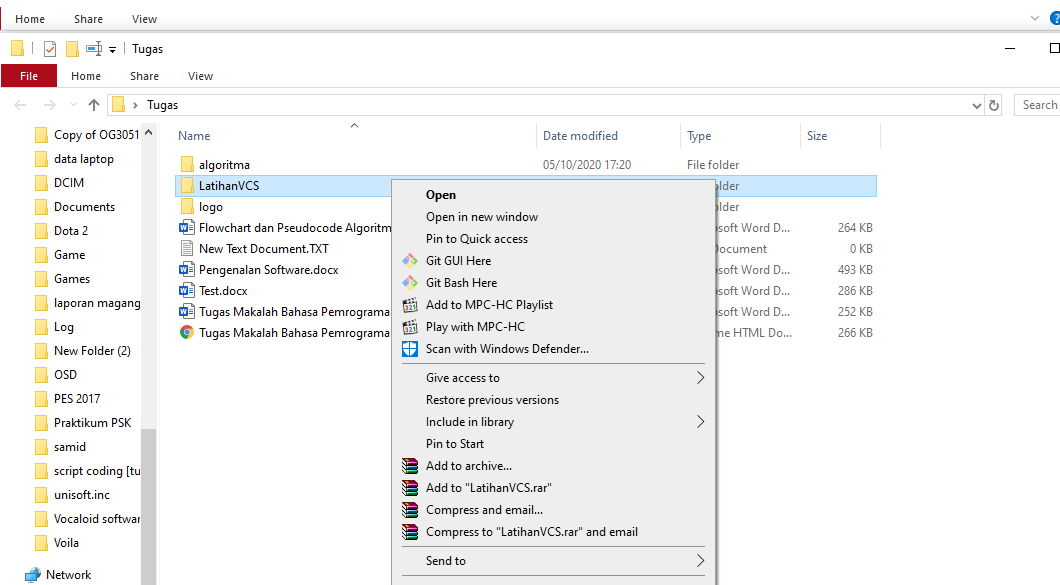 Home Share View
Tugas
File Home Share View
Tugas Search
Name Date modified Type Size
Copy of OG3051
data laptop
DCIM
Documents
Dota 2
Game
Games
laporan magang
Log
New Folder (2)
OSD
PES 2017
Praktikum PSK
samid
script coding [tu
unisoft.inc
Vocaloid softwar
Voila
Network
algoritma 05/10/2020 17:20 File folder
LatihanVCS older
logo older
Flowchart dan Pseudocode Algoritm osoft Word D... 264 KB
New Text Document.TXT Document 0 KB
Pengenalan Software.docx osoft Word D... 493 KB
Test.docx osoft Word D... 286 KB
Tugas Makalah Bahasa Pemrograma osoft Word D... 252 KB
Tugas Makalah Bahasa Pemrograma me HTML Do... 266 KB
Open
Open in new window
Pin to Quick access
Git GUI Here
Git Bash Here
Add to MPC-HC Playlist
Play with MPC-HC
Scan with Windows Defender...
Give access to
Restore previous versions
Include in library
Pin to Start
Add to archive...
Add to "LatihanVCS.rar"
Compress and email...
Compress to "LatihanVCS.rar" and email
Send to